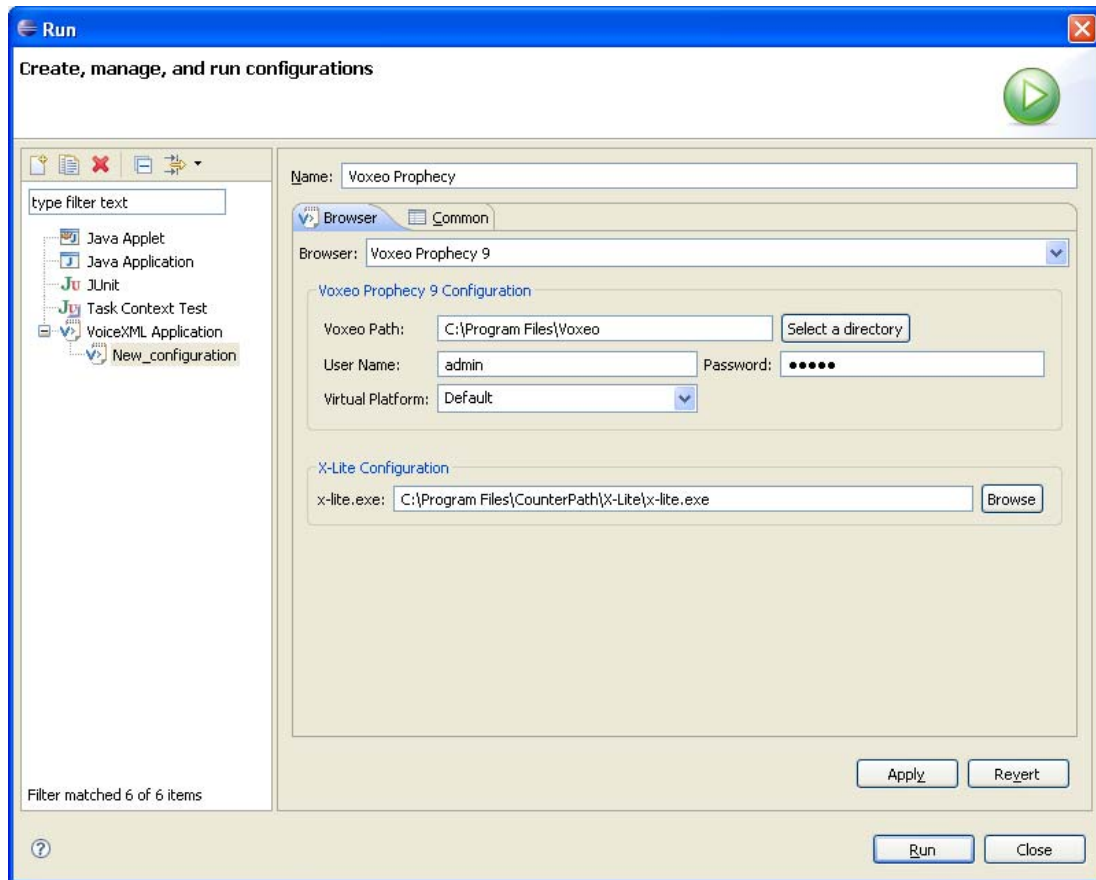 Run
Create, manage, and run configurations
type filter text
Java Applet
Java Application
Ju JUnit
Ju Task Context Test
VoiceXML Application
New_configuration
Filter matched 6 of 6 items
Name: Voxeo Prophecy
Browser Common
Browser: Voxeo Prophecy 9
Voxeo Prophecy 9 Configuration
Voxeo Path: C:\Program Files\Voxeo Select a directory
User Name: admin Password: •••••
Virtual Platform: Default
X-Lite Configuration
x-lite.exe: C:\Program Files\CounterPath\X-Lite\x-lite.exe Browse
Apply Revert
Run Close